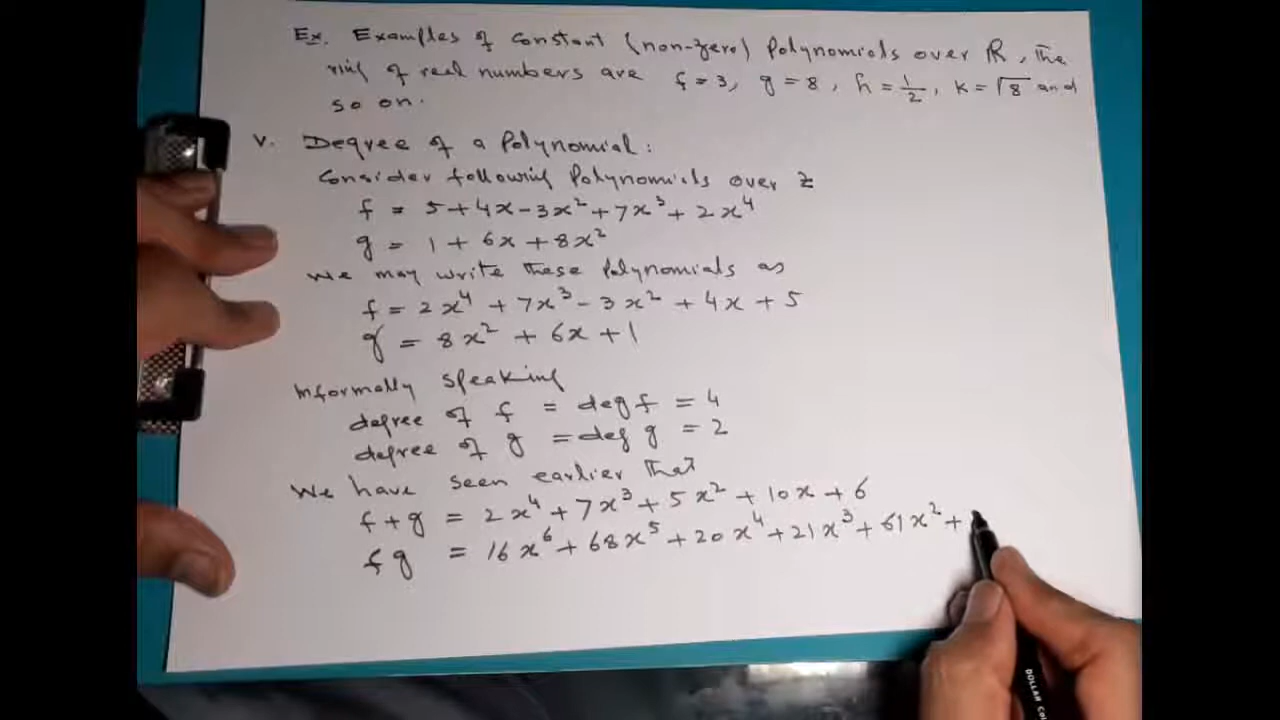 Ex. Examples of constant (non-zero) Polynomials over R, the
ring of real numbers are f = 3, g = 8, h = 1/2, k = √8 and
so on.
V. Degree of a Polynomial:
Consider following Polynomials over Z
f = 5 + 4x - 3x² + 7x³ + 2x⁴
g = 1 + 6x + 8x²
We may write these Polynomials as
f = 2x⁴ + 7x³ - 3x² + 4x + 5
g = 8x² + 6x + 1
Informally speaking
degree of f = deg f = 4
degree of g = deg g = 2
We have seen earlier that
f + g = 2x⁴ + 7x³ + 5x² + 10x + 6
fg = 16x⁶ + 68x⁵ + 20x⁴ + 21x³ + 61x² +
DOLLAR